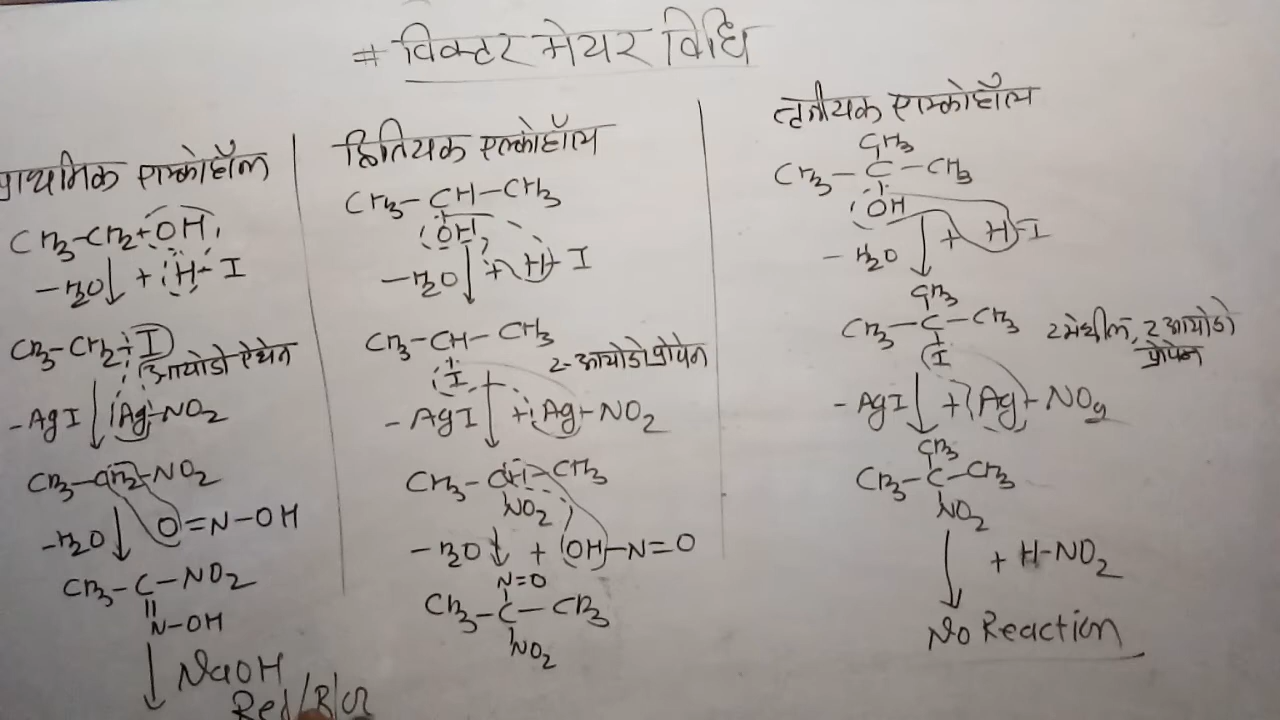 # विक्टर मेयर विधि
प्राथमिक एल्कोहॉल
CH3-CH2+OH
-H2O ↓ + H-I
CH3-CH2+I
आयोडो ऐथेन
-AgI ↓ Ag-NO2
CH3-CH2-NO2
-H2O ↓ O=N-OH
CH3-C-NO2
||
N-OH
↓ NaOH
Red
द्वितियक एल्कोहॉल
CH3-CH-CH3
OH
-H2O ↓ + H-I
CH3-CH-CH3
I
2-आयोडो प्रोपेन
-AgI ↓ + Ag-NO2
CH3-CH-CH3
NO2
-H2O ↓ + OH-N=O
N=O
CH3-C-CH3
NO2
तृतीयक एल्कोहॉल
CH3
CH3-C-CH3
OH
-H2O ↓ + H-I
CH3
CH3-C-CH3
I
2 मेथील, 2 आयोडो
प्रोपेन
-AgI ↓ + Ag-NO2
CH3
CH3-C-CH3
NO2
↓ + H-NO2
No Reaction